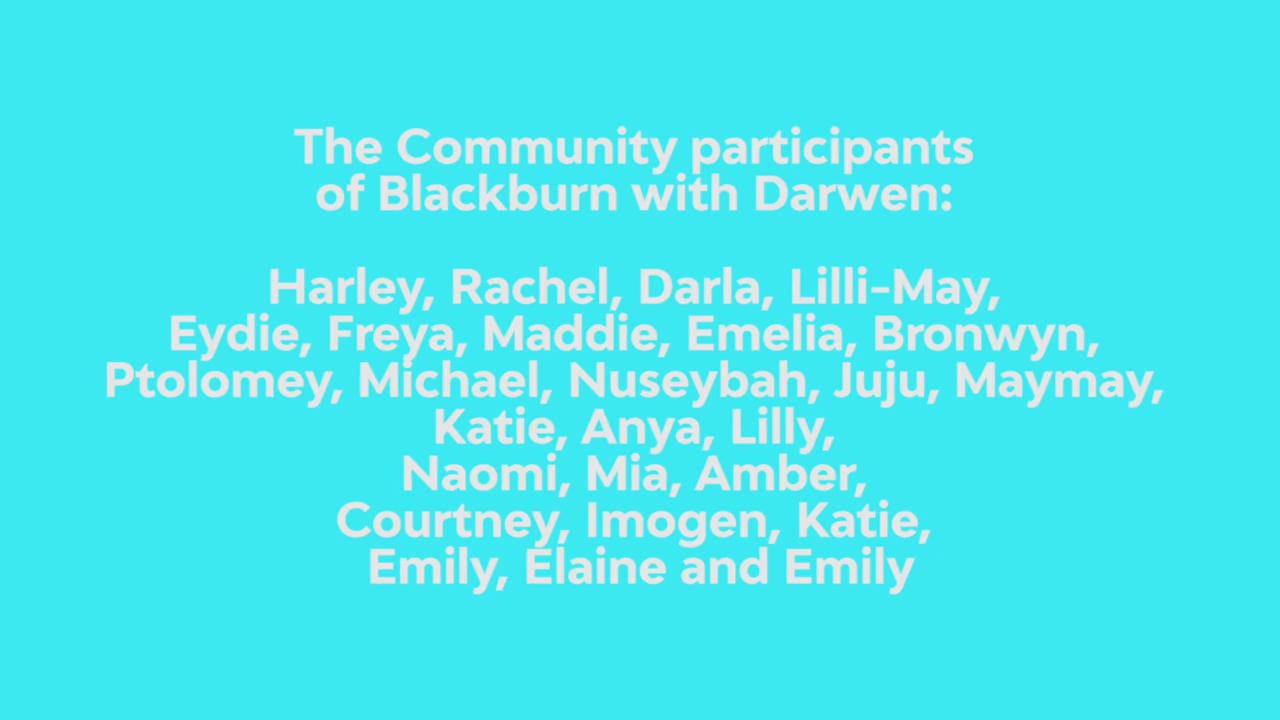 The Community participants
of Blackburn with Darwen:
Harley, Rachel, Darla, Lilli-May,
Eydie, Freya, Maddie, Emelia, Bronwyn,
Ptolomey, Michael, Nuseybah, Juju, Maymay,
Katie, Anya, Lilly,
Naomi, Mia, Amber,
Courtney, Imogen, Katie,
Emily, Elaine and Emily